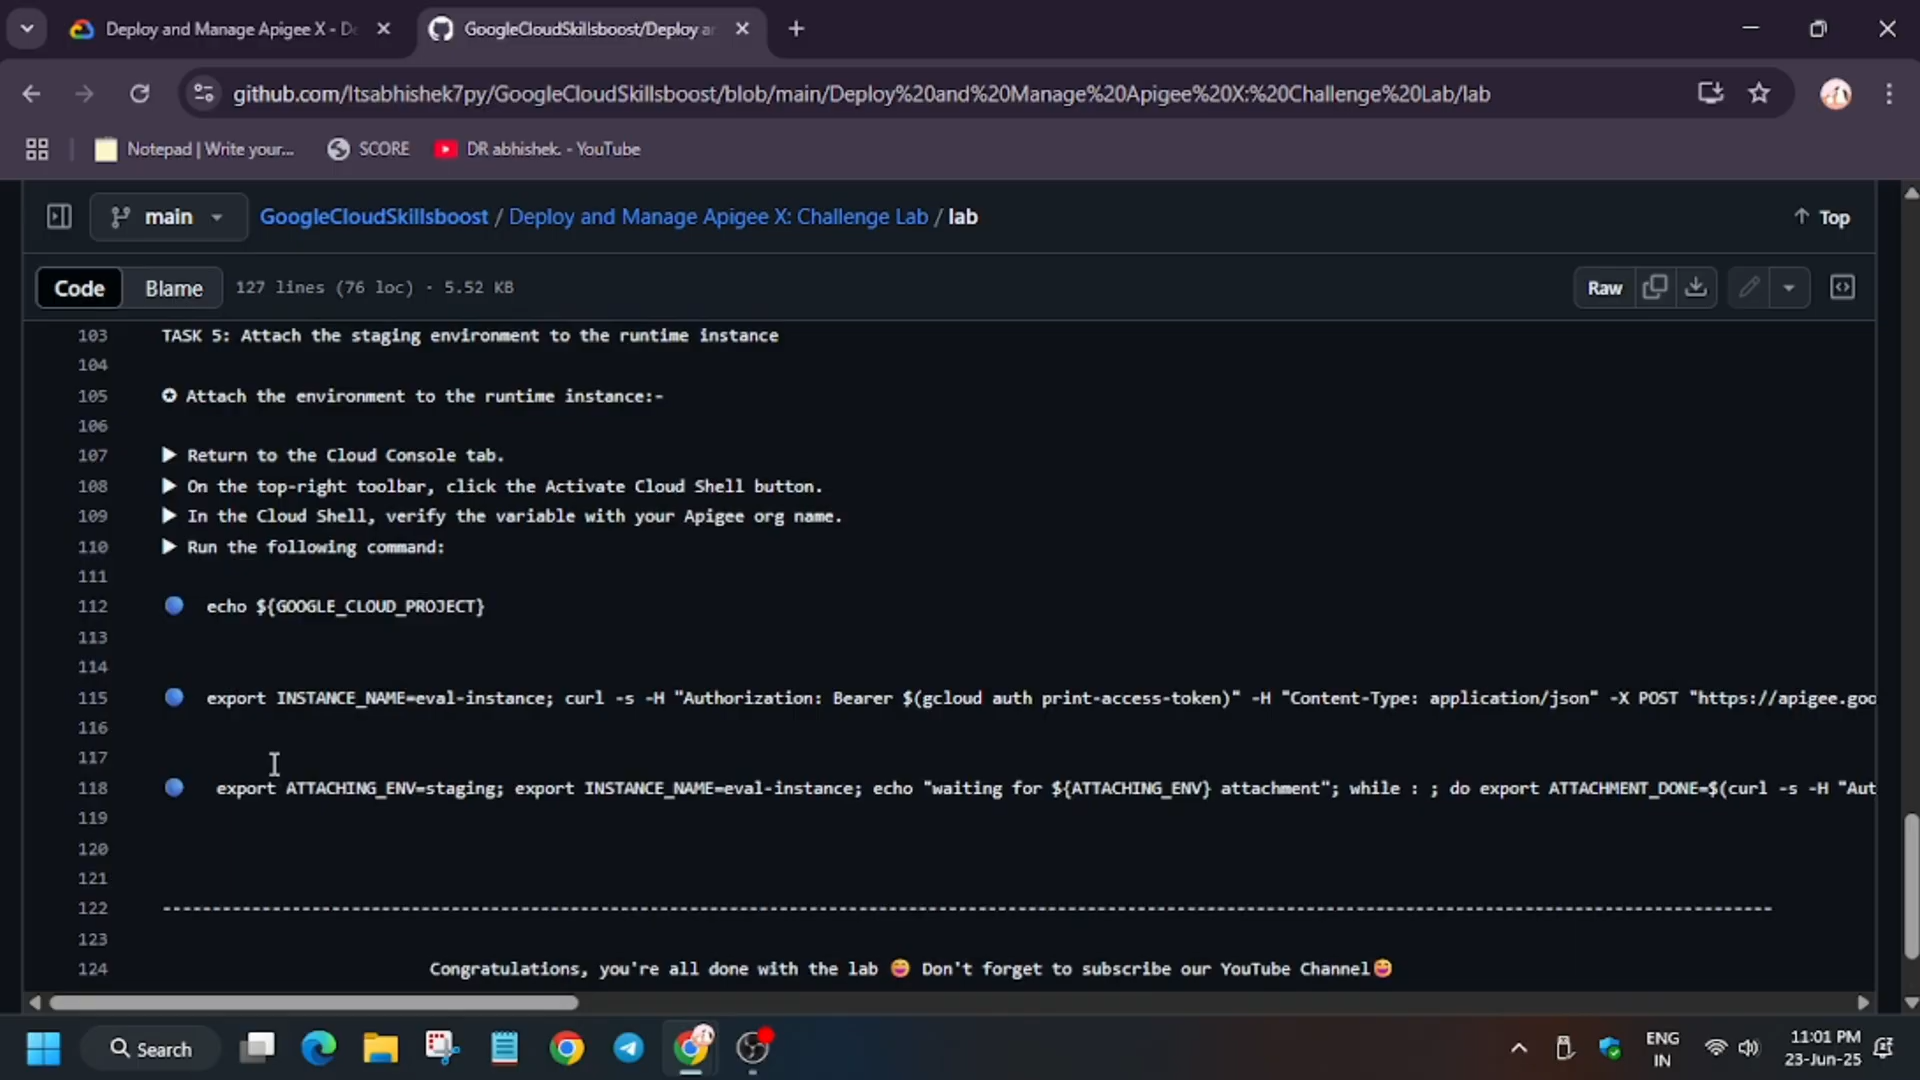 Deploy and Manage Apigee X - De
GoogleCloudSkillsboost/Deploy ar
github.com/Itsabhishek7py/GoogleCloudSkillsboost/blob/main/Deploy%20and%20Manage%20Apigee%20X:%20Challenge%20Lab/lab
Notepad | Write your...
SCORE
DR abhishek. - YouTube
main
GoogleCloudSkillsboost / Deploy and Manage Apigee X: Challenge Lab / lab
↑ Top
Code
Blame
127 lines (76 loc) · 5.52 KB
Raw
103 TASK 5: Attach the staging environment to the runtime instance
104
105 ✪ Attach the environment to the runtime instance:-
106
107 ▶ Return to the Cloud Console tab.
108 ▶ On the top-right toolbar, click the Activate Cloud Shell button.
109 ▶ In the Cloud Shell, verify the variable with your Apigee org name.
110 ▶ Run the following command:
111
112 🔵 echo ${GOOGLE_CLOUD_PROJECT}
113
114
115 🔵 export INSTANCE_NAME=eval-instance; curl -s -H "Authorization: Bearer $(gcloud auth print-access-token)" -H "Content-Type: application/json" -X POST "https://apigee.goo
116
117
118 🔵 export ATTACHING_ENV=staging; export INSTANCE_NAME=eval-instance; echo "waiting for ${ATTACHING_ENV} attachment"; while : ; do export ATTACHMENT_DONE=$(curl -s -H "Aut
119
120
121
122 -------------------------------------------------------------------------------------------------------------------------------------------------------------------
123
124 Congratulations, you're all done with the lab 😄 Don't forget to subscribe our YouTube Channel😄
Search
ENG
IN
11:01 PM
23-Jun-25